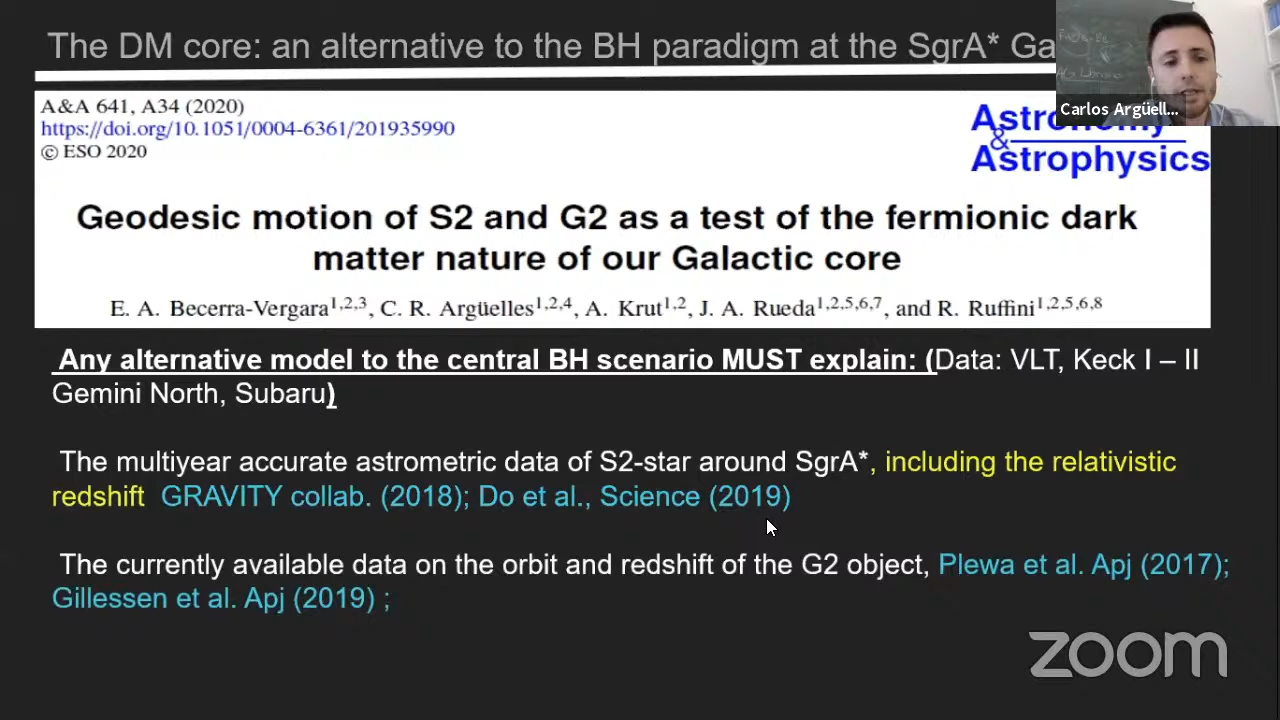 The DM core: an alternative to the BH paradigm at the SgrA* Ga
Carlos Argüell...
A&A 641, A34 (2020)
https://doi.org/10.1051/0004-6361/201935990
© ESO 2020
Astronomy
&
Astrophysics
Geodesic motion of S2 and G2 as a test of the fermionic dark
matter nature of our Galactic core
E. A. Becerra-Vergara1,2,3, C. R. Argüelles1,2,4, A. Krut1,2, J. A. Rueda1,2,5,6,7, and R. Ruffini1,2,5,6,8
Any alternative model to the central BH scenario MUST explain: (Data: VLT, Keck I – II
Gemini North, Subaru)
The multiyear accurate astrometric data of S2-star around SgrA*, including the relativistic
redshift GRAVITY collab. (2018); Do et al., Science (2019)
The currently available data on the orbit and redshift of the G2 object, Plewa et al. Apj (2017);
Gillessen et al. Apj (2019) ;
zoom